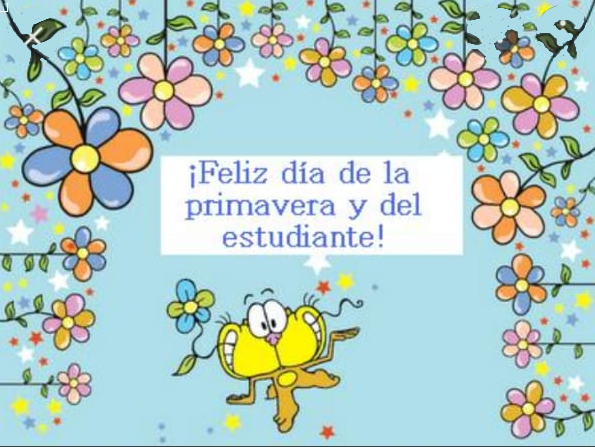 ¡Feliz día de la
primavera y del
estudiante!